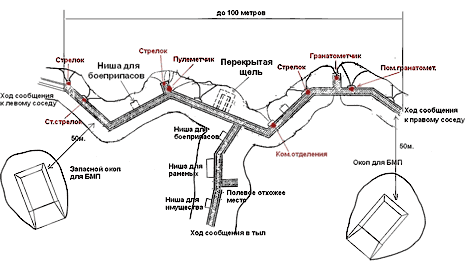 до 100 метров
Стрелок
Ниша для
боеприпасов
Стрелок
Пулеметчик
Перекрытая
щель
Стрелок
Гранатометчик
Пом.гранатомет.
Ход сообщения
к левому соседу
Ст.стрелок
Ход сообщения
к правому соседу
50м.
Ниша для
боеприпасов
Ком.отделения
50м.
Запасной окоп
для БМП
Ниша для
раненых
Окоп для БМП
Полевое отхожее
место
Ниша для
имущества
Ход сообщения в тыл